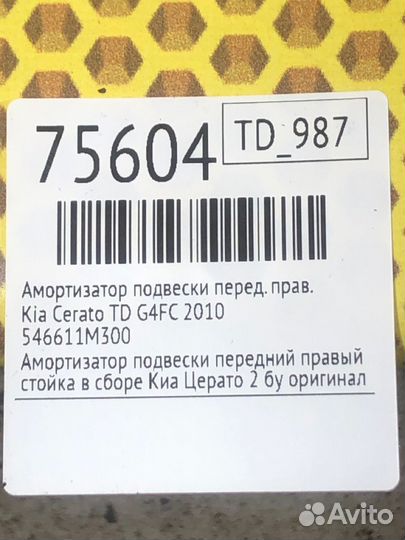 75604
TD_987
Амортизатор подвески перед. прав.
Kia Cerato TD G4FC 2010
546611M300
Амортизатор подвески передний правый
стойка в сборе Киа Церато 2 бу оригинал
Avito